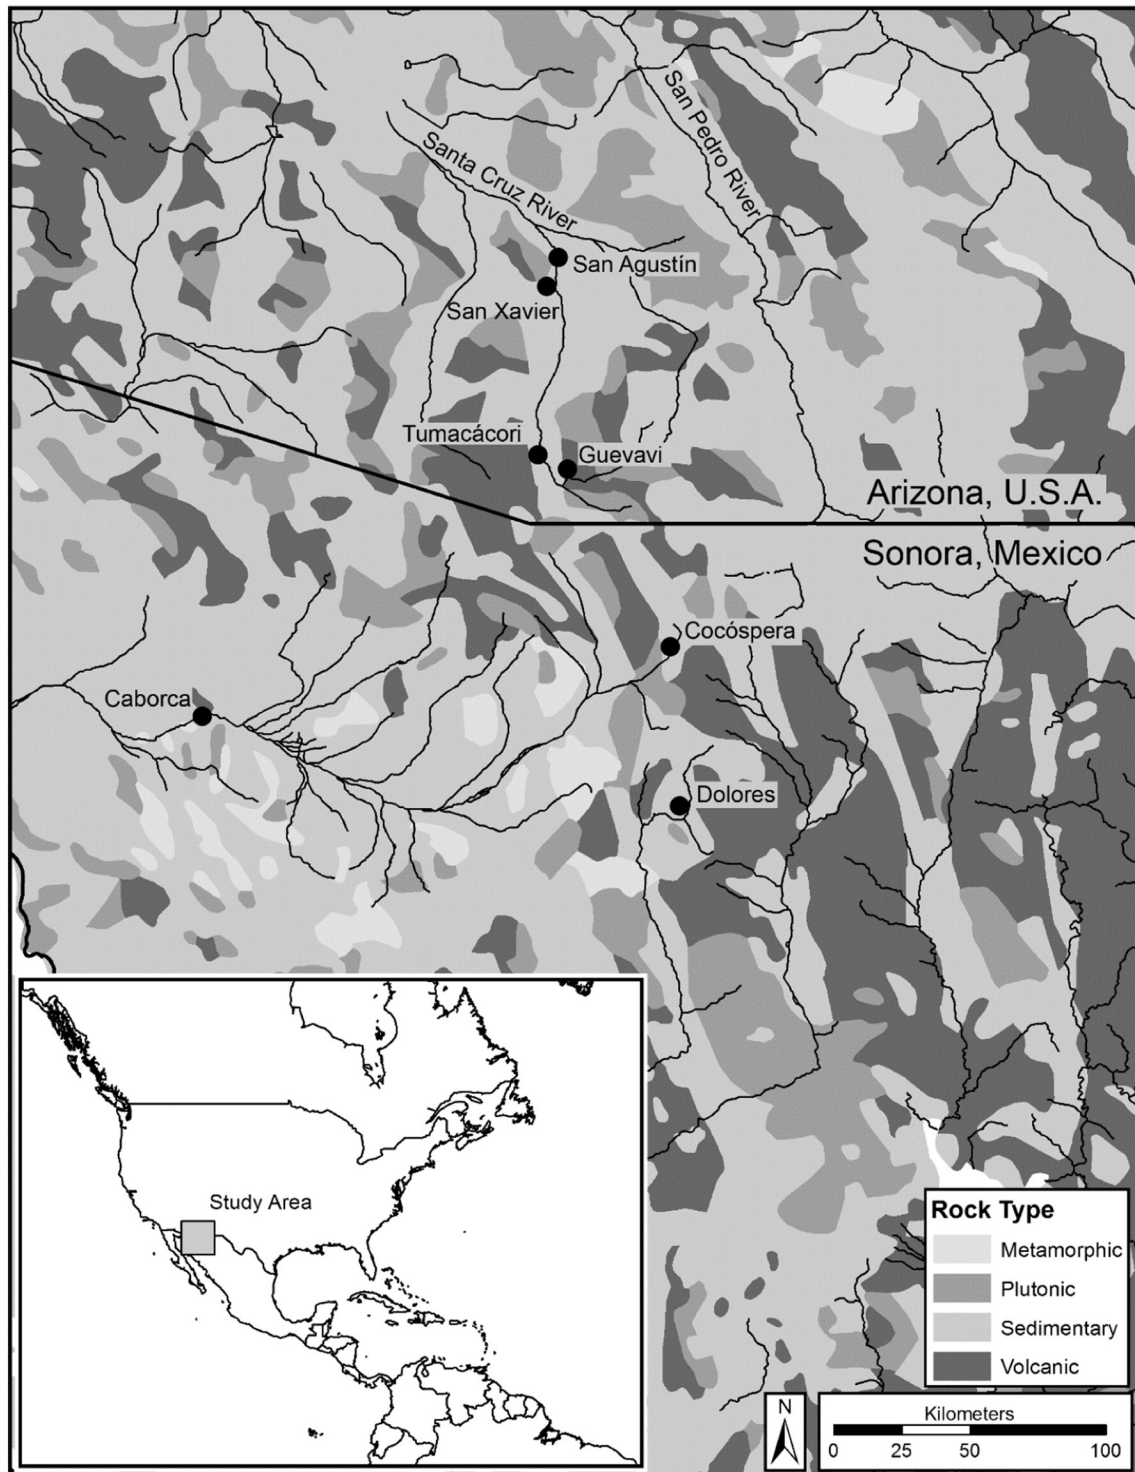 San Pedro River
Santa Cruz River
San Agustín
San Xavier
Tumacácori
Guevavi
Arizona, U.S.A.
Sonora, Mexico
Cocóspera
Caborca
Dolores
Study Area
Rock Type
Metamorphic
Plutonic
Sedimentary
Volcanic
N
Kilometers
0 25 50 100